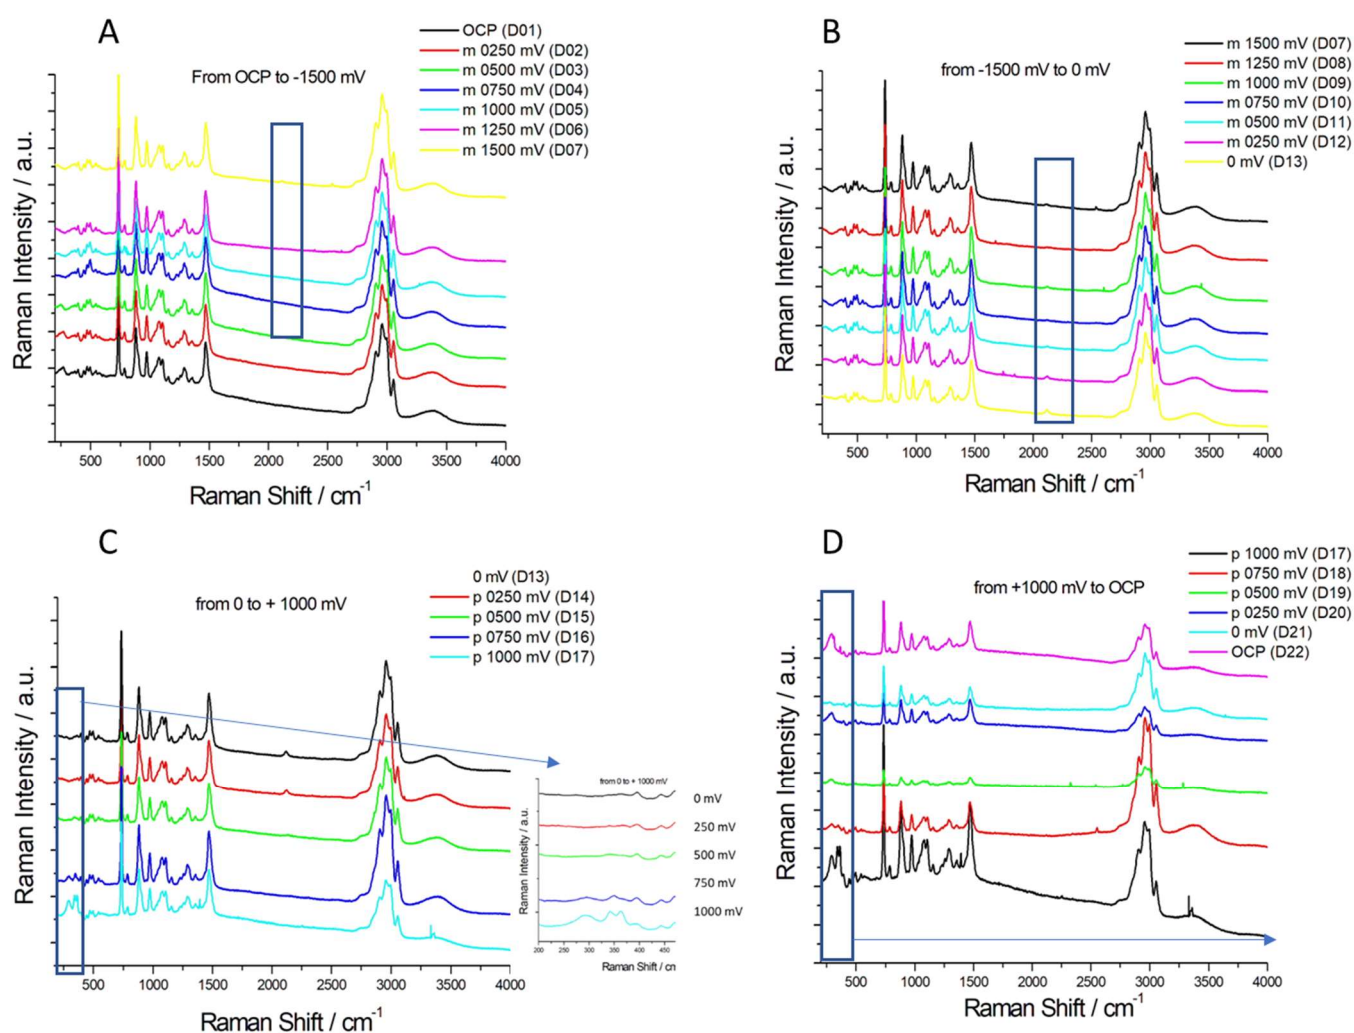 A
From OCP to -1500 mV
OCP (D01)
m 0250 mV (D02)
m 0500 mV (D03)
m 0750 mV (D04)
m 1000 mV (D05)
m 1250 mV (D06)
m 1500 mV (D07)
Raman Intensity / a.u.
500 1000 1500 2000 2500 3000 3500 4000
Raman Shift / cm-1
B
from -1500 mV to 0 mV
m 1500 mV (D07)
m 1250 mV (D08)
m 1000 mV (D09)
m 0750 mV (D10)
m 0500 mV (D11)
m 0250 mV (D12)
0 mV (D13)
Raman Intensity / a.u.
500 1000 1500 2000 2500 3000 3500 4000
Raman Shift / cm-1
C
from 0 to + 1000 mV
0 mV (D13)
p 0250 mV (D14)
p 0500 mV (D15)
p 0750 mV (D16)
p 1000 mV (D17)
Raman Intensity / a.u.
500 1000 1500 2000 2500 3000 3500 4000
Raman Shift / cm-1
from 0 to + 1000 mV
0 mV
250 mV
500 mV
750 mV
1000 mV
Raman Intensity / a.u.
200 250 300 350 400 450
Raman Shift / cn
D
from +1000 mV to OCP
p 1000 mV (D17)
p 0750 mV (D18)
p 0500 mV (D19)
p 0250 mV (D20)
0 mV (D21)
OCP (D22)
Raman Intensity / a.u.
500 1000 1500 2000 2500 3000 3500 4000
Raman Shift / cm-1